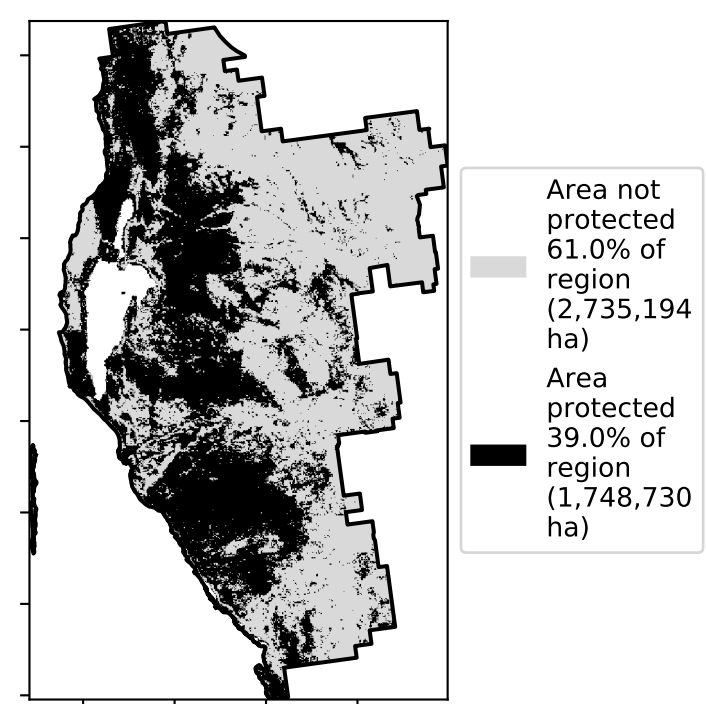 Area not
protected
61.0% of
region
(2,735,194
ha)
Area
protected
39.0% of
region
(1,748,730
ha)